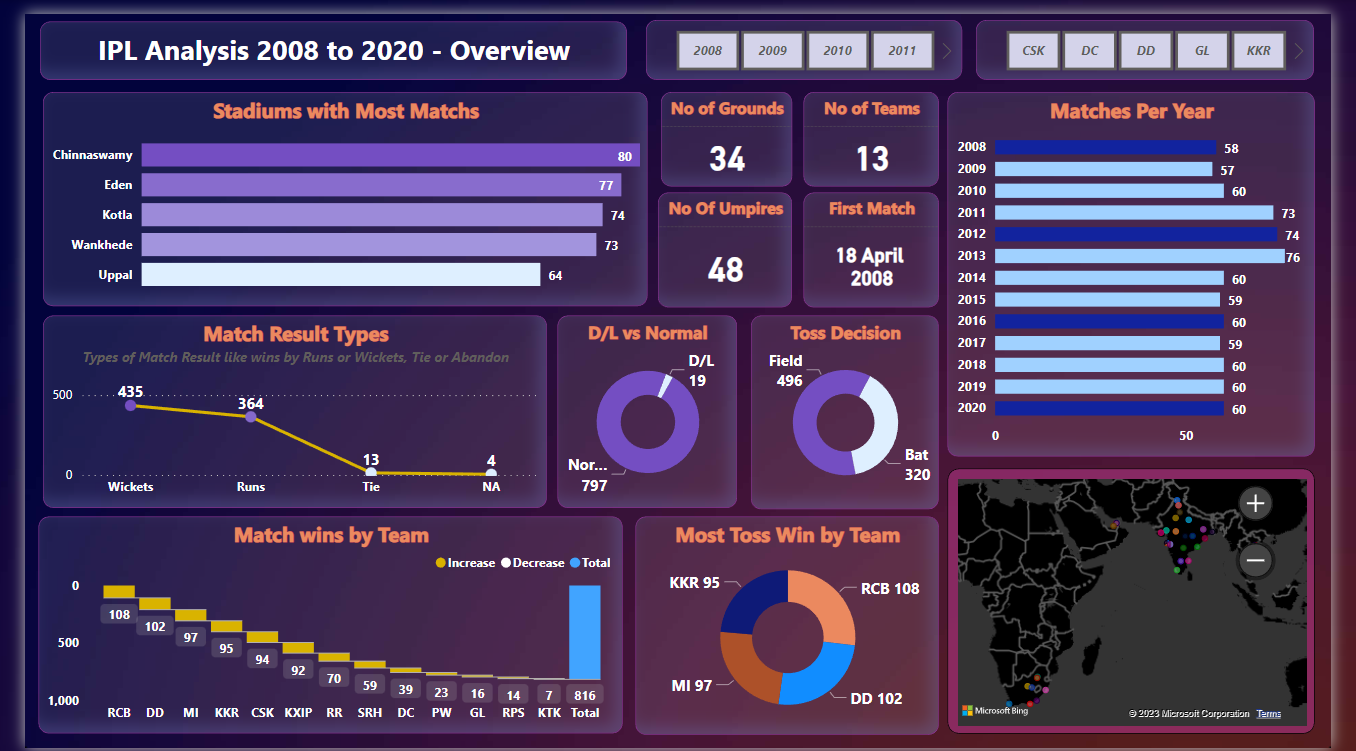 IPL Analysis 2008 to 2020 - Overview
2008 2009 2010 2011
CSK DC DD GL KKR
Stadiums with Most Matchs
Chinnaswamy 80
Eden 77
Kotla 74
Wankhede 73
Uppal 64
No of Grounds
34
No of Teams
13
No Of Umpires
48
First Match
18 April
2008
Matches Per Year
2008 58
2009 57
2010 60
2011 73
2012 74
2013 76
2014 60
2015 59
2016 60
2017 59
2018 60
2019 60
2020 60
0 50
Match Result Types
Types of Match Result like wins by Runs or Wickets, Tie or Abandon
500
0
435 364 13 4
Wickets Runs Tie NA
D/L vs Normal
D/L
19
Nor...
797
Toss Decision
Field
496
Bat
320
Match wins by Team
Increase Decrease Total
0
500
1,000
108 102 97 95 94 92 70 59 39 23 16 14 7 816
RCB DD MI KKR CSK KXIP RR SRH DC PW GL RPS KTK Total
Most Toss Win by Team
KKR 95
RCB 108
MI 97
DD 102
+
−
Microsoft Bing
© 2023 Microsoft Corporation Terms